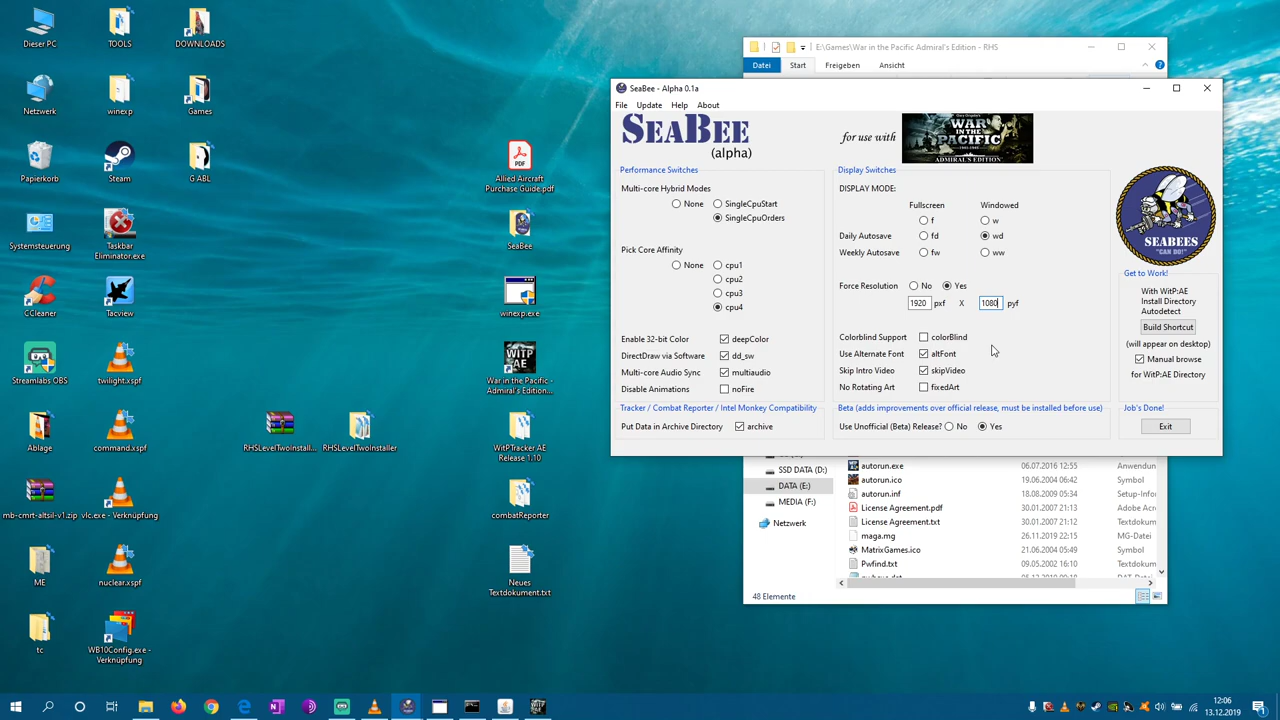 Dieser PC
TOOLS
DOWNLOADS
Netzwerk
winexp
Games
Papierkorb
Steam
G ABL
Allied Aircraft
Purchase Guide.pdf
Systemsteuerung
Taskbar
Eliminator.exe
SeaBee
CCleaner
Tacview
winexp.exe
Streamlabs OBS
twilight.xspf
War in the Pacific -
Admiral's Edition...
Ablage
command.xspf
RHSLevelTwoinstall...
RHSLevelTwoinstaller
WitPTracker AE
Release 1.10
mb-cmrt-altsil-v1.zip
vlc.exe - Verknüpfung
combatReporter
ME
nuclear.xspf
Neues
Textdokument.txt
tc
WB10Config.exe -
Verknüpfung
E:\Games\War in the Pacific Admiral's Edition - RHS
Datei
Start
Freigeben
Ansicht
SeaBee - Alpha 0.1a
File
Update
Help
About
SEABEE
(alpha)
for use with
WAR
IN THE
PACIFIC
ADMIRAL'S EDITION
Performance Switches
Multi-core Hybrid Modes
None
SingleCpuStart
SingleCpuOrders
Pick Core Affinity
None
cpu1
cpu2
cpu3
cpu4
Enable 32-bit Color
deepColor
DirectDraw via Software
dd_sw
Multi-core Audio Sync
multiaudio
Disable Animations
noFire
Tracker / Combat Reporter / Intel Monkey Compatibility
Put Data in Archive Directory
archive
Display Switches
DISPLAY MODE:
Fullscreen
Windowed
f
w
Daily Autosave
fd
wd
Weekly Autosave
fw
ww
Force Resolution
No
Yes
1920
pxf
X
1080
pyf
Colorblind Support
colorBlind
Use Alternate Font
altFont
Skip Intro Video
skipVideo
No Rotating Art
fixedArt
Beta (adds improvements over official release, must be installed before use)
Use Unofficial (Beta) Release?
No
Yes
SEABEES
"CAN DO!"
Get to Work!
With WitP:AE
Install Directory
Autodetect
Build Shortcut
(will appear on desktop)
Manual browse
for WitP:AE Directory
Job's Done!
Exit
SSD DATA (D:)
DATA (E:)
MEDIA (F:)
Netzwerk
autorun.exe
06.07.2016 12:55
Anwendun
autorun.ico
19.06.2004 06:42
Symbol
autorun.inf
18.08.2009 05:34
Setup-Infor
License Agreement.pdf
30.01.2007 21:13
Adobe Acr
License Agreement.txt
30.01.2007 21:12
Textdokum
maga.mg
26.11.2019 22:15
MG-Datei
MatrixGames.ico
21.06.2004 05:49
Symbol
Pwfind.txt
09.05.2002 16:10
Textdokum
48 Elemente
12:06
13.12.2019